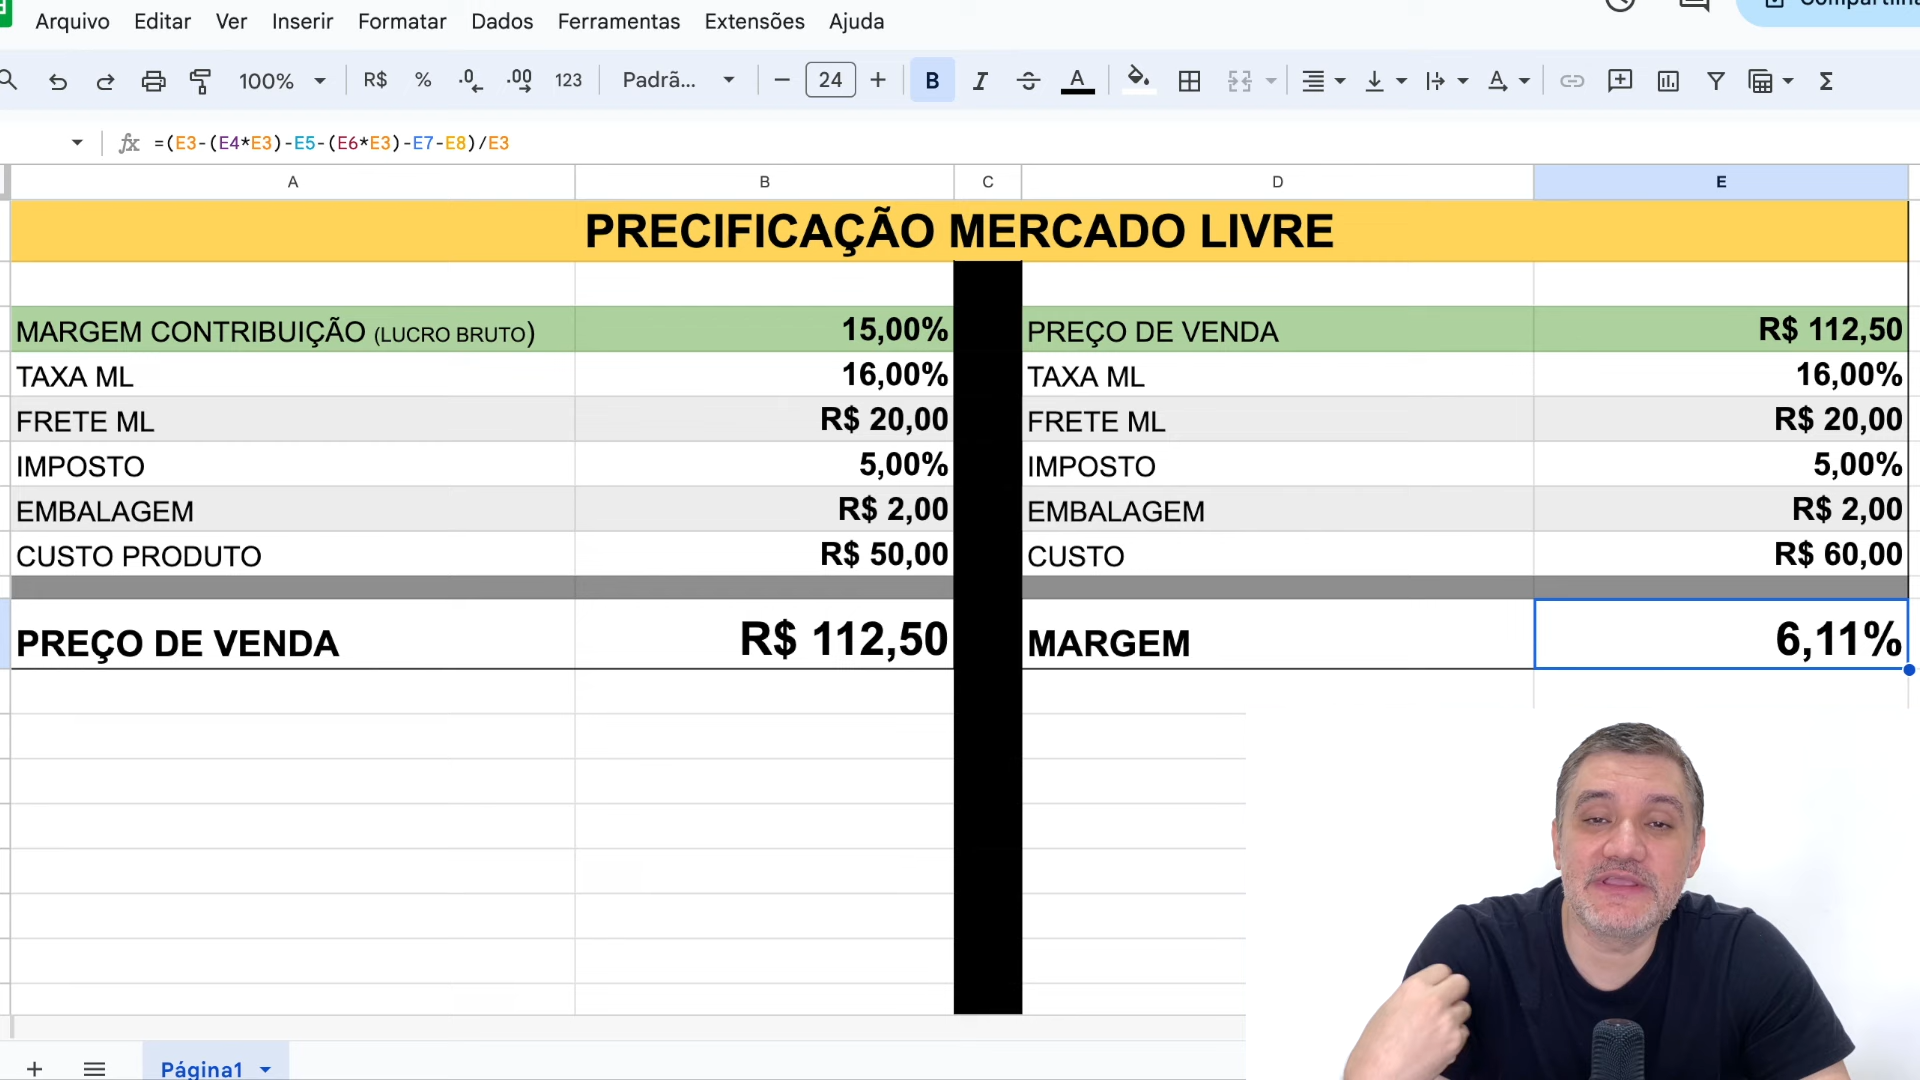 Arquivo Editar Ver Inserir Formatar Dados Ferramentas Extensões Ajuda
100% R$ % .0 .00 123 Padrã... 24 B I A Σ
fx =(E3-(E4*E3)-E5-(E6*E3)-E7-E8)/E3
A B C D E
PRECIFICAÇÃO MERCADO LIVRE
MARGEM CONTRIBUIÇÃO (LUCRO BRUTO) 15,00% PREÇO DE VENDA R$ 112,50
TAXA ML 16,00% TAXA ML 16,00%
FRETE ML R$ 20,00 FRETE ML R$ 20,00
IMPOSTO 5,00% IMPOSTO 5,00%
EMBALAGEM R$ 2,00 EMBALAGEM R$ 2,00
CUSTO PRODUTO R$ 50,00 CUSTO R$ 60,00
PREÇO DE VENDA R$ 112,50 MARGEM 6,11%
Página1